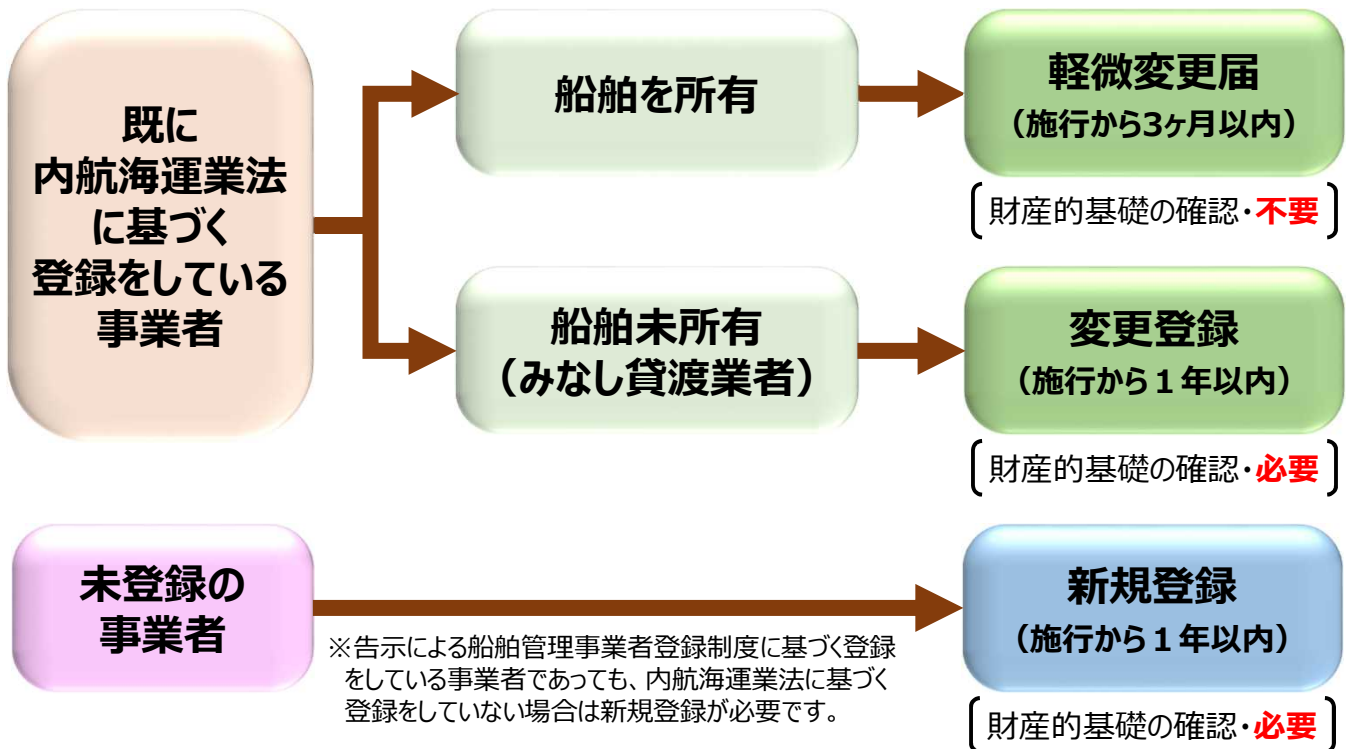 既に
内航海運業法
に基づく
登録をしている
事業者
船舶を所有
軽微変更届
（施行から3ヶ月以内）
財産的基礎の確認・不要
船舶未所有
（みなし貸渡業者）
変更登録
（施行から１年以内）
財産的基礎の確認・必要
未登録の
事業者
※告示による船舶管理事業者登録制度に基づく登録
をしている事業者であっても、内航海運業法に基づく
登録をしていない場合は新規登録が必要です。
新規登録
（施行から１年以内）
財産的基礎の確認・必要